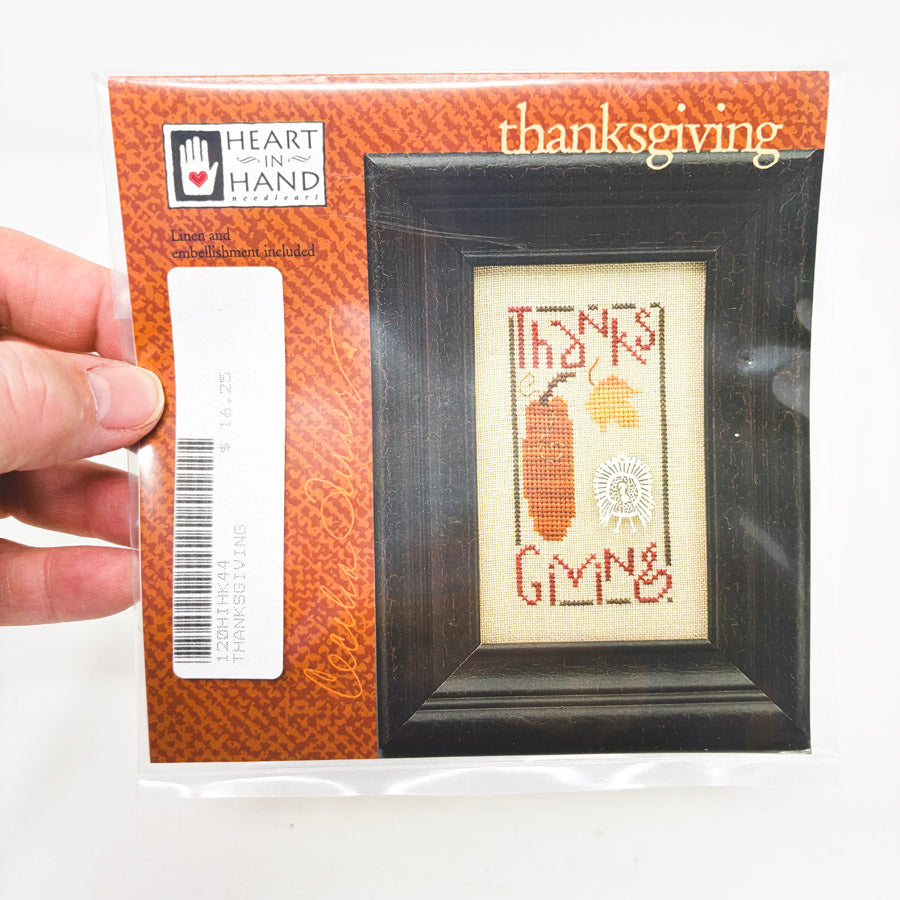 thanksgiving
HEART
IN
HAND
needleart
Linen and
embellishment included
$ 16.25
120HIHK44
THANKSGIVING
Thanks
Giving